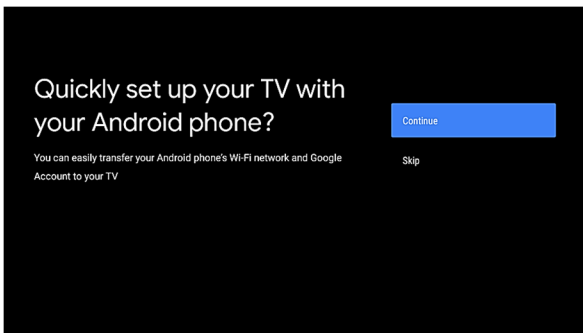 Quickly set up your TV with
your Android phone?
You can easily transfer your Android phone's Wi-Fi network and Google
Account to your TV
Continue
Skip